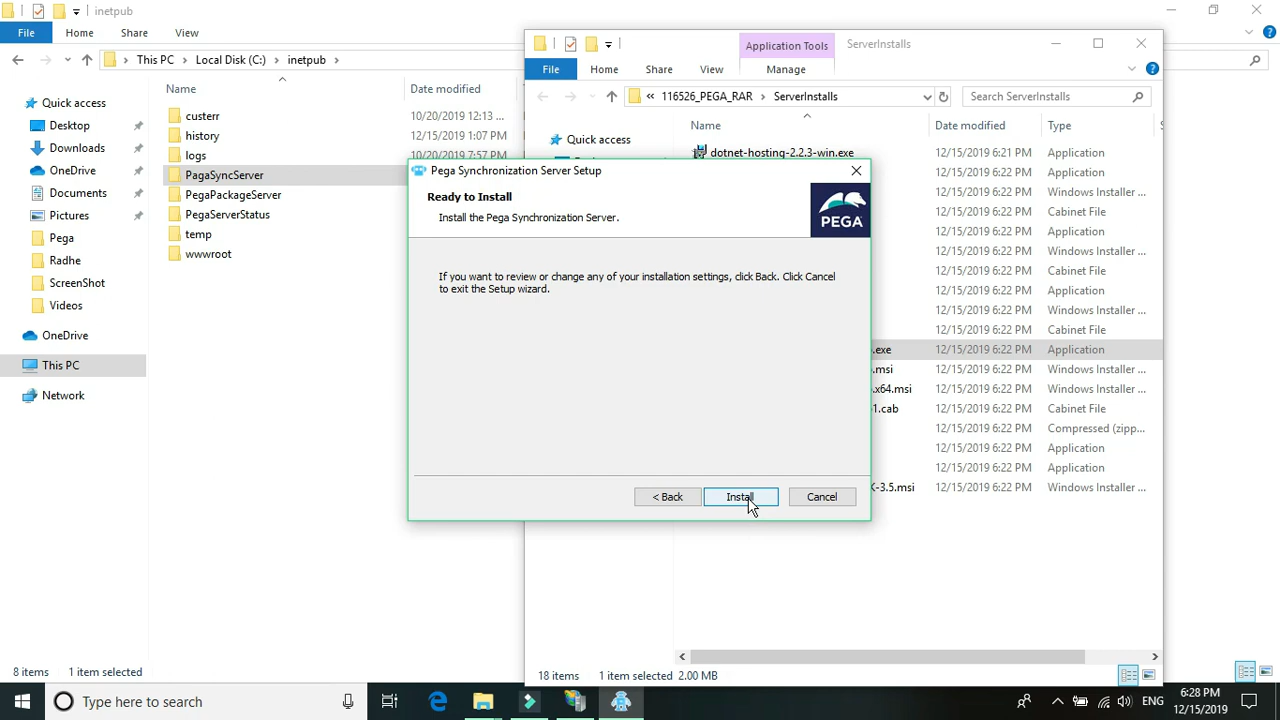 inetpub
File Home Share View
This PC Local Disk (C:) inetpub
Name Date modified
Quick access
Desktop
Downloads
OneDrive
Documents
Pictures
Pega
Radhe
ScreenShot
Videos
OneDrive
This PC
Network
custerr 10/20/2019 12:13 ...
history 12/15/2019 1:07 PM
logs 10/20/2019 7:57 PM
PagaSyncServer
PegaPackageServer
PegaServerStatus
temp
wwwroot
8 items 1 item selected
Application Tools ServerInstalls
File Home Share View Manage
« 116526_PEGA_RAR ServerInstalls Search ServerInstalls
Quick access
Name Date modified Type
dotnet-hosting-2.2.3-win.exe 12/15/2019 6:21 PM Application
12/15/2019 6:22 PM Application
12/15/2019 6:22 PM Windows Installer ...
12/15/2019 6:22 PM Cabinet File
12/15/2019 6:22 PM Application
12/15/2019 6:22 PM Windows Installer ...
12/15/2019 6:22 PM Cabinet File
12/15/2019 6:22 PM Application
12/15/2019 6:22 PM Windows Installer ...
12/15/2019 6:22 PM Cabinet File
.exe 12/15/2019 6:22 PM Application
.msi 12/15/2019 6:22 PM Windows Installer ...
.x64.msi 12/15/2019 6:22 PM Windows Installer ...
1.cab 12/15/2019 6:22 PM Cabinet File
12/15/2019 6:22 PM Compressed (zipp...
12/15/2019 6:22 PM Application
12/15/2019 6:22 PM Application
K-3.5.msi 12/15/2019 6:22 PM Windows Installer ...
18 items 1 item selected 2.00 MB
Pega Synchronization Server Setup
Ready to Install
Install the Pega Synchronization Server.
PEGA
If you want to review or change any of your installation settings, click Back. Click Cancel
to exit the Setup wizard.
< Back Install Cancel
Type here to search
ENG
6:28 PM
12/15/2019